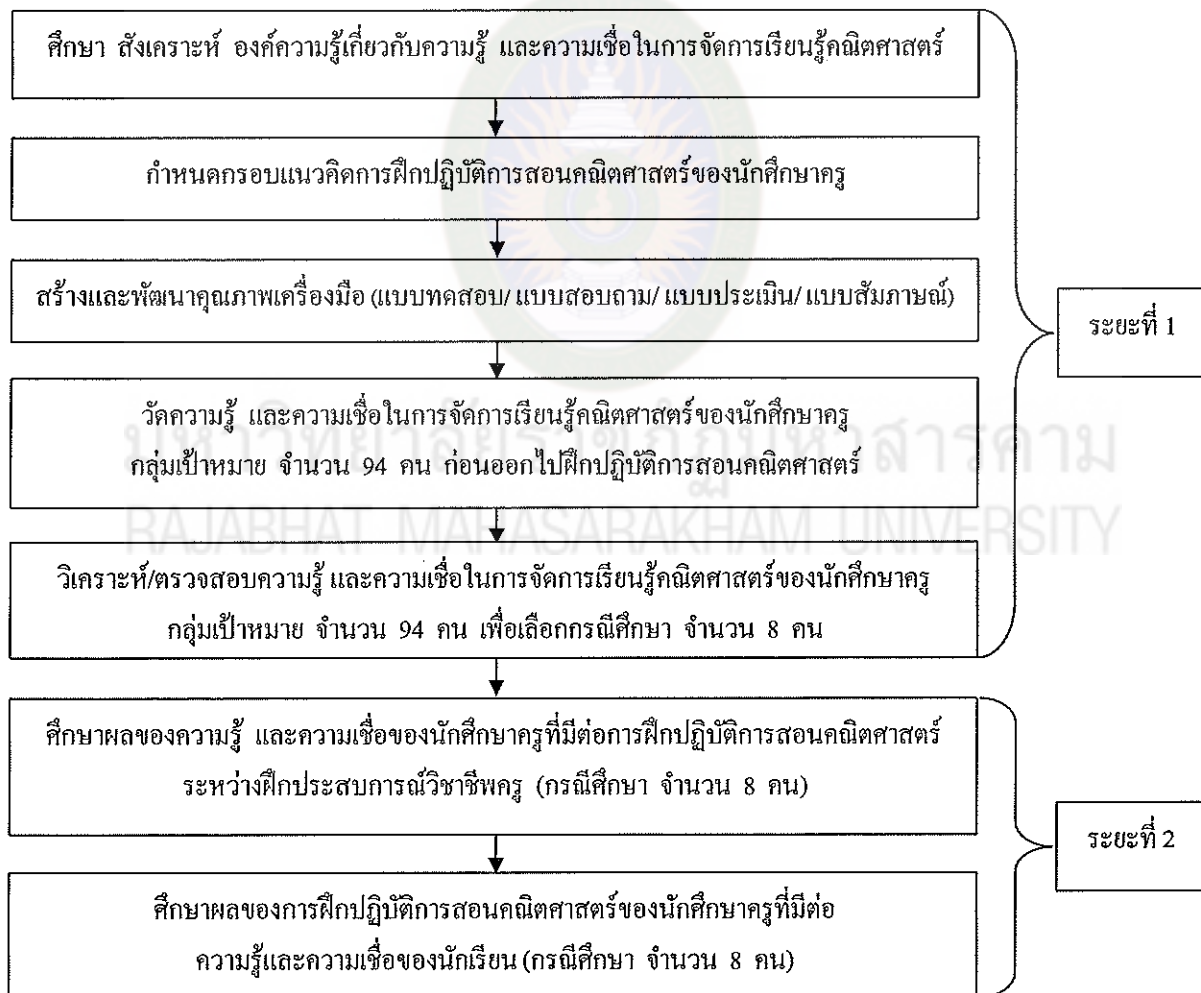 ศึกษา สังเคราะห์ องค์ความรู้เกี่ยวกับความรู้ และความเชื่อในการจัดการเรียนรู้คณิตศาสตร์
กำหนดกรอบแนวคิดการฝึกปฏิบัติการสอนคณิตศาสตร์ของนักศึกษาครู
สร้างและพัฒนาคุณภาพเครื่องมือ (แบบทดสอบ/ แบบสอบถาม/ แบบประเมิน/ แบบสัมภาษณ์)
ระยะที่ 1
วัดความรู้ และความเชื่อในการจัดการเรียนรู้คณิตศาสตร์ของนักศึกษาครู
กลุ่มเป้าหมาย จำนวน 94 คน ก่อนออกไปฝึกปฏิบัติการสอนคณิตศาสตร์
มหาวิทยาลัยราชภัฏมหาสารคาม
RAJABHAT MAHASARAKHAM UNIVERSITY
วิเคราะห์/ตรวจสอบความรู้ และความเชื่อในการจัดการเรียนรู้คณิตศาสตร์ของนักศึกษาครู
กลุ่มเป้าหมาย จำนวน 94 คน เพื่อเลือกกรณีศึกษา จำนวน 8 คน
ศึกษาผลของความรู้ และความเชื่อของนักศึกษาครูที่มีต่อการฝึกปฏิบัติการสอนคณิตศาสตร์
ระหว่างฝึกประสบการณ์วิชาชีพครู (กรณีศึกษา จำนวน 8 คน)
ระยะที่ 2
ศึกษาผลของการฝึกปฏิบัติการสอนคณิตศาสตร์ของนักศึกษาครูที่มีต่อ
ความรู้และความเชื่อของนักเรียน (กรณีศึกษา จำนวน 8 คน)